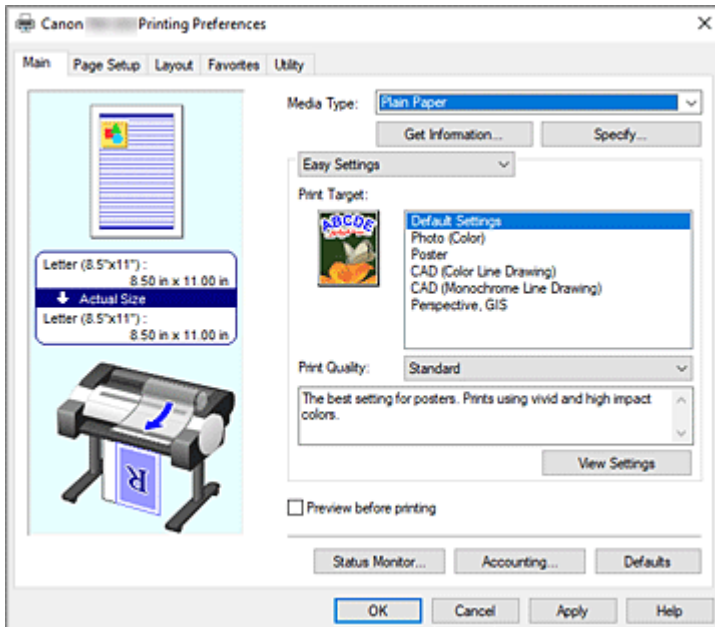 Canon Printing Preferences
Main Page Setup Layout Favorites Utility
Media Type: Plain Paper
Get Information... Specify...
Easy Settings
Print Target:
ABCDE
Default Settings
Photo (Color)
Poster
CAD (Color Line Drawing)
CAD (Monochrome Line Drawing)
Perspective, GIS
Letter (8.5"x11") :
8.50 in x 11.00 in
Actual Size
Letter (8.5"x11") :
8.50 in x 11.00 in
R
Print Quality: Standard
The best setting for posters. Prints using vivid and high impact
colors.
View Settings
Preview before printing
Status Monitor... Accounting... Defaults
OK Cancel Apply Help